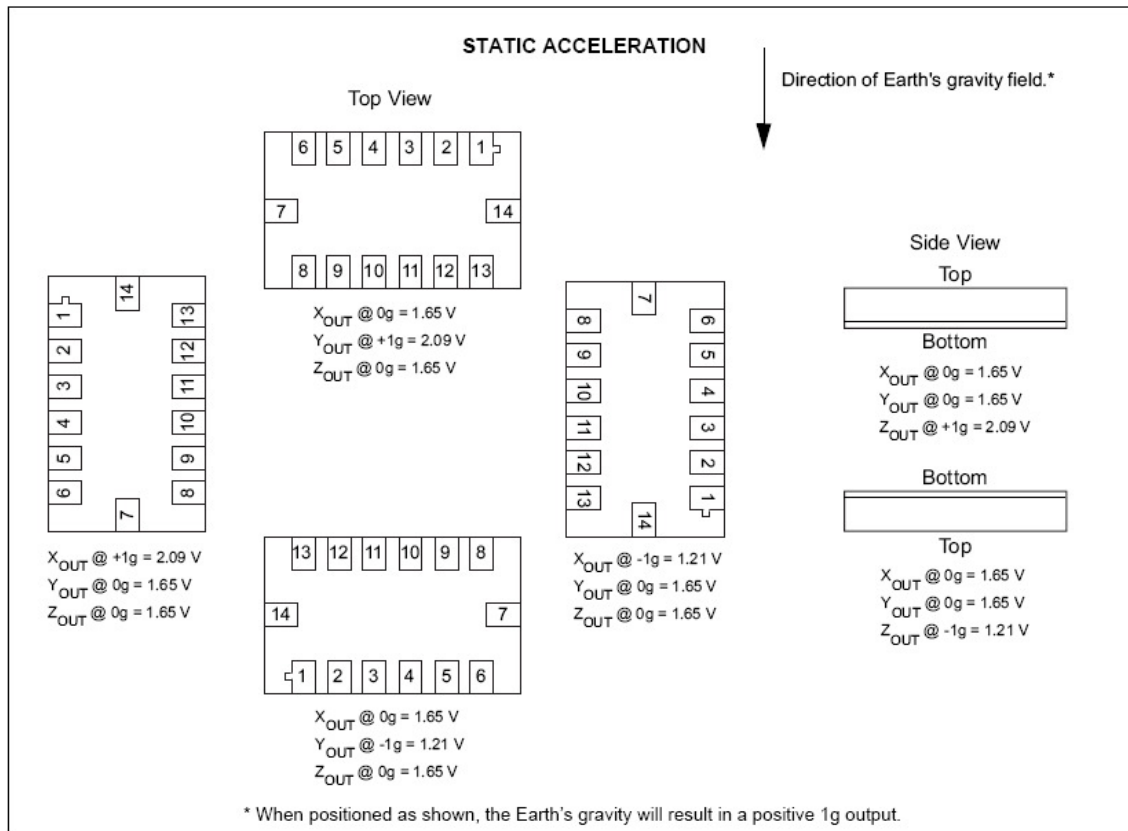 STATIC ACCELERATION
Direction of Earth's gravity field.*
Top View
6 5 4 3 2 1
7 14
8 9 10 11 12 13
XOUT @ 0g = 1.65 V
YOUT @ +1g = 2.09 V
ZOUT @ 0g = 1.65 V
14
1 13
2 12
3 11
4 10
5 9
6 8
7
XOUT @ +1g = 2.09 V
YOUT @ 0g = 1.65 V
ZOUT @ 0g = 1.65 V
7
8 6
9 5
10 4
11 3
12 2
13 1
14
XOUT @ -1g = 1.21 V
YOUT @ 0g = 1.65 V
ZOUT @ 0g = 1.65 V
13 12 11 10 9 8
14 7
1 2 3 4 5 6
XOUT @ 0g = 1.65 V
YOUT @ -1g = 1.21 V
ZOUT @ 0g = 1.65 V
Side View
Top
Bottom
XOUT @ 0g = 1.65 V
YOUT @ 0g = 1.65 V
ZOUT @ +1g = 2.09 V
Bottom
Top
XOUT @ 0g = 1.65 V
YOUT @ 0g = 1.65 V
ZOUT @ -1g = 1.21 V
* When positioned as shown, the Earth's gravity will result in a positive 1g output.